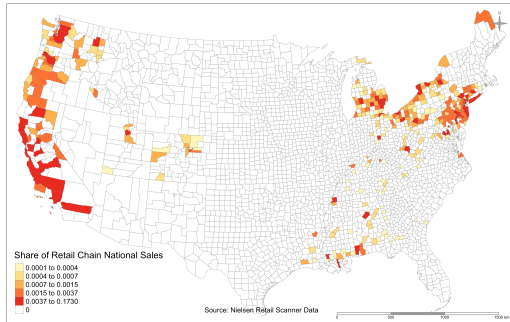 N
Share of Retail Chain National Sales
0.0001 to 0.0004
0.0004 to 0.0007
0.0007 to 0.0015
0.0015 to 0.0037
0.0037 to 0.1730
0
Source: Nielsen Retail Scanner Data
0 500 1000 1500 km